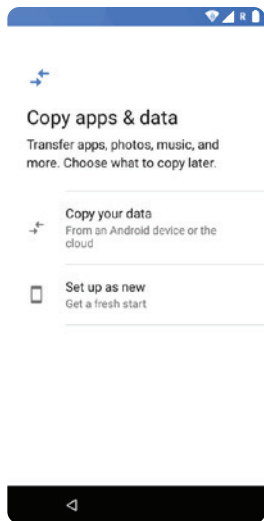 R
Copy apps & data
Transfer apps, photos, music, and
more. Choose what to copy later.
Copy your data
From an Android device or the
cloud
Set up as new
Get a fresh start